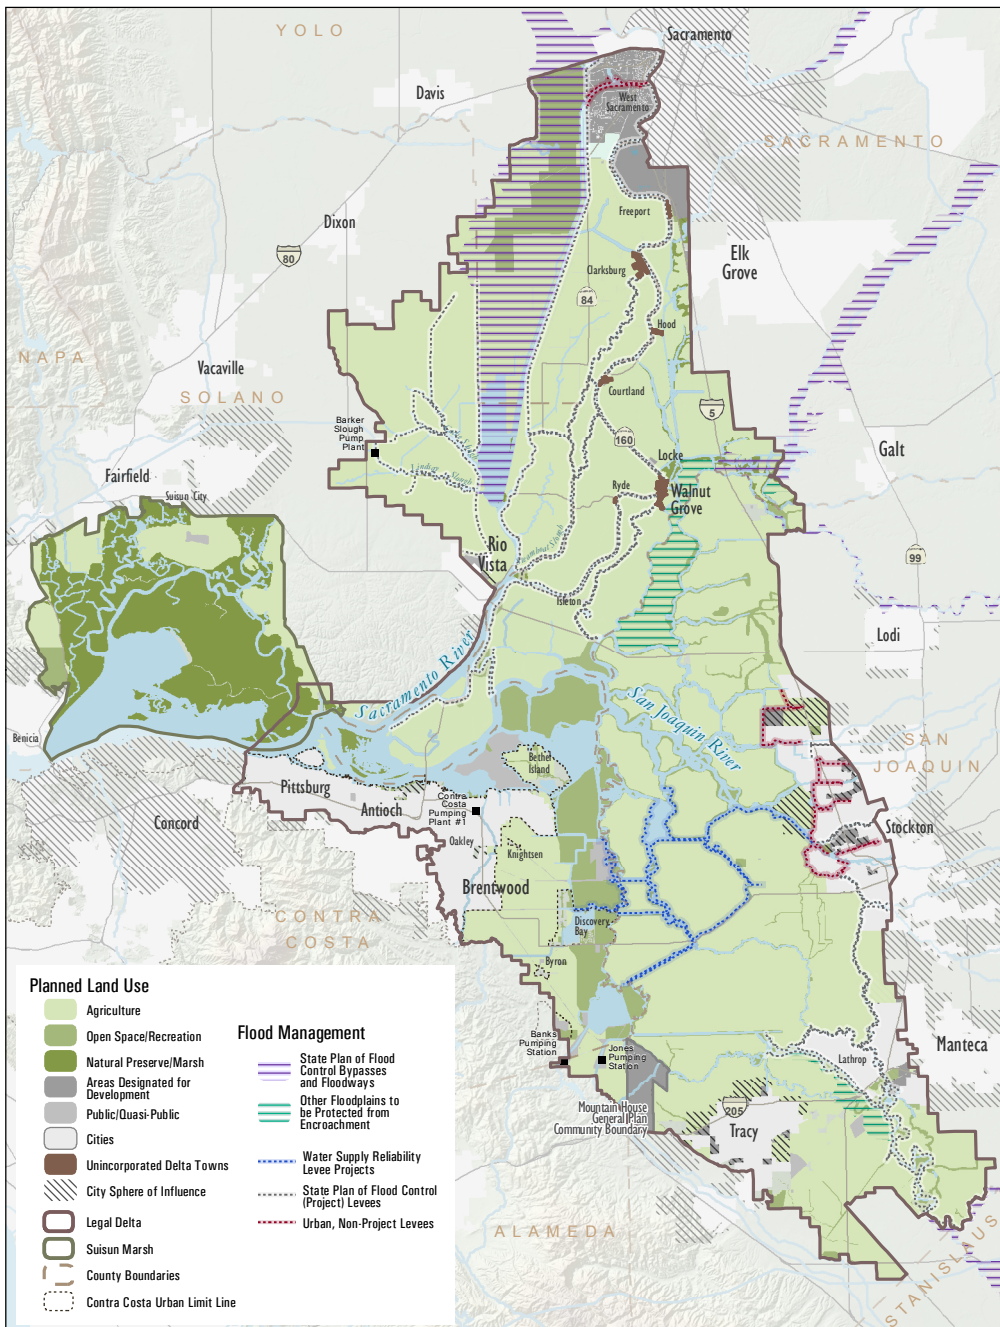 YOLO
Sacramento
Davis
West
Sacramento
SACRAMENTO
Dixon
80
Freeport
Elk
Grove
Clarksburg
84
Hood
NAPA
Vacaville
SOLANO
Courtland
5
Barker
Slough
Pump
Plant
160
Galt
Locke
Lindsey Slough
Fairfield
Suisun City
Ryde
Walnut
Grove
Rio
Vista
99
Isleton
Lodi
Sacramento River
San Joaquin River
Benicia
SAN
JOAQUIN
Bethel
Island
Pittsburg
Antioch
Contra
Costa
Pumping
Plant #1
Concord
Stockton
Oakley
Knightsen
Brentwood
CONTRA
COSTA
Discovery
Bay
Byron
Banks
Pumping
Station
Jones
Pumping
Station
Lathrop
Manteca
Mountain House
General Plan
Community Boundary
205
Tracy
ALAMEDA
STANISLAUS
Planned Land Use
Agriculture
Open Space/Recreation
Natural Preserve/Marsh
Areas Designated for
Development
Public/Quasi-Public
Cities
Unincorporated Delta Towns
City Sphere of Influence
Legal Delta
Suisun Marsh
County Boundaries
Contra Costa Urban Limit Line
Flood Management
State Plan of Flood
Control Bypasses
and Floodways
Other Floodplains to
be Protected from
Encroachment
Water Supply Reliability
Levee Projects
State Plan of Flood Control
(Project) Levees
Urban, Non-Project Levees